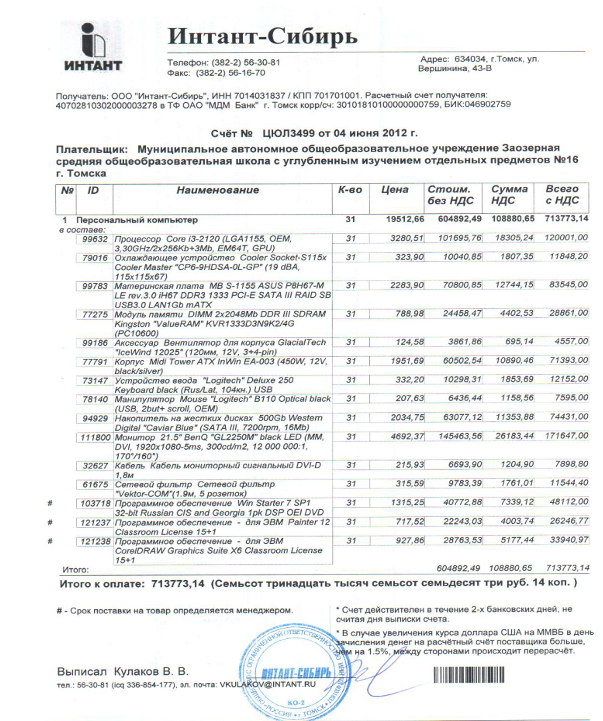 Интант-Сибирь
ИНТАНТ
Телефон: (382-2) 56-30-81
Факс: (382-2) 56-16-70
Адрес: 634034, г.Томск, ул.
Вершинина, 43-В
Получатель: ООО "Интант-Сибирь", ИНН 7014031837 / КПП 701701001. Расчетный счет получателя:
40702810302000003278 в ТФ ОАО "МДМ Банк" г. Томск корр/сч: 30101810100000000759, БИК:046902759
Счёт № ЦЮЛ3499 от 04 июня 2012 г.
Плательщик: Муниципальное автономное общеобразовательное учреждение Заозерная
средняя общеобразовательная школа с углубленным изучением отдельных предметов №16
г. Томска
№ ID Наименование К-во Цена Стоим. без НДС Сумма НДС Всего с НДС
1 Персональный компьютер 31 19512,66 604892,49 108880,65 713773,14
в составе:
99632 Процессор Core i3-2120 (LGA1155, OEM, 31 3280,51 101695,76 18305,24 120001,00
3,30GHz/2x256Kb+3Mb, EM64T, GPU)
79016 Охлаждающее устройство Cooler Socket-S115x 31 323,90 10040,85 1807,35 11848,20
Cooler Master "CP6-9HDSA-0L-GP" (19 dBA,
115x115x67)
99783 Материнская плата MB S-1155 ASUS P8H67-M 31 2283,90 70800,85 12744,15 83545,00
LE rev.3.0 iH67 DDR3 1333 PCI-E SATA III RAID SB
USB3.0 LAN1Gb mATX
77275 Модуль памяти DIMM 2x2048Mb DDR III SDRAM 31 788,98 24458,47 4402,53 28861,00
Kingston "ValueRAM" KVR1333D3N9K2/4G
(PC10600)
99186 Аксессуар Вентилятор для корпуса GlacialTech 31 124,58 3861,86 695,14 4557,00
"IceWind 12025" (120мм, 12V, 3+4-pin)
77791 Корпус Midi Tower ATX InWin EA-003 (450W, 12V, 31 1951,69 60502,54 10890,46 71393,00
black/silver)
73147 Устройство ввода "Logitech" Deluxe 250 31 332,20 10298,31 1853,69 12152,00
Keyboard black (Rus/Lat, 104кн.) USB
78140 Манипулятор Mouse "Logitech" B110 Optical black 31 207,63 6436,44 1158,56 7595,00
(USB, 2but+ scroll, OEM)
94929 Накопитель на жестких дисках 500Gb Western 31 2034,75 63077,12 11353,88 74431,00
Digital "Caviar Blue" (SATA III, 7200rpm, 16Mb)
111800 Монитор 21.5" BenQ "GL2250M" black LED (MM, 31 4692,37 145463,56 26183,44 171647,00
DVI, 1920x1080-5ms, 300cd/m2, 12 000 000:1,
170°/160°)
32627 Кабель Кабель мониторный сигнальный DVI-D 31 215,93 6693,90 1204,90 7898,80
1,8м
61675 Сетевой фильтр Сетевой фильтр 31 315,59 9783,39 1761,01 11544,40
"Vektor-COM"(1.9м, 5 розеток)
# 103718 Программное обеспечение Win Starter 7 SP1 31 1315,25 40772,88 7339,12 48112,00
32-bit Russian CIS and Georgia 1pk DSP OEI DVD
# 121237 Программное обеспечение - для ЭВМ Painter 12 31 717,52 22243,03 4003,74 26246,77
Classroom License 15+1
# 121238 Программное обеспечение - для ЭВМ 31 927,86 28763,53 5177,44 33940,97
CorelDRAW Graphics Suite X6 Classroom License
15+1
Итого: 604892,49 108880,65 713773,14
Итого к оплате: 713773,14 (Семьсот тринадцать тысяч семьсот семьдесят три руб. 14 коп. )
# - Срок поставки на товар определяется менеджером.
* Счет действителен в течение 2-х банковских дней, не
считая дня выписки счета.
* В случае увеличения курса доллара США на ММВБ в день
зачисления денег на расчётный счёт поставщика больше,
чем на 1.5%, между сторонами происходит перерасчёт.
Выписал Кулаков В. В.
тел.: 56-30-81 (icq 336-854-177), эл. почта: VKULAKOV@INTANT.RU
ИНТАНТ-СИБИРЬ
КО-2
г. ТОМСК